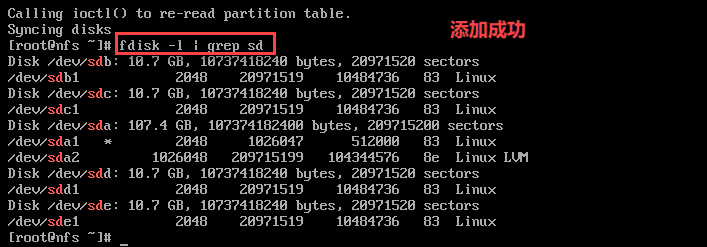 Calling ioctl() to re-read partition table.
Syncing disks
[root@nfs ~]# fdisk -l | grep sd
添加成功
Disk /dev/sdb: 10.7 GB, 10737418240 bytes, 20971520 sectors
/dev/sdb1 2048 20971519 10484736 83 Linux
Disk /dev/sdc: 10.7 GB, 10737418240 bytes, 20971520 sectors
/dev/sdc1 2048 20971519 10484736 83 Linux
Disk /dev/sda: 107.4 GB, 107374182400 bytes, 209715200 sectors
/dev/sda1 * 2048 1026047 512000 83 Linux
/dev/sda2 1026048 209715199 104344576 8e Linux LVM
Disk /dev/sdd: 10.7 GB, 10737418240 bytes, 20971520 sectors
/dev/sdd1 2048 20971519 10484736 83 Linux
Disk /dev/sde: 10.7 GB, 10737418240 bytes, 20971520 sectors
/dev/sde1 2048 20971519 10484736 83 Linux
[root@nfs ~]# _